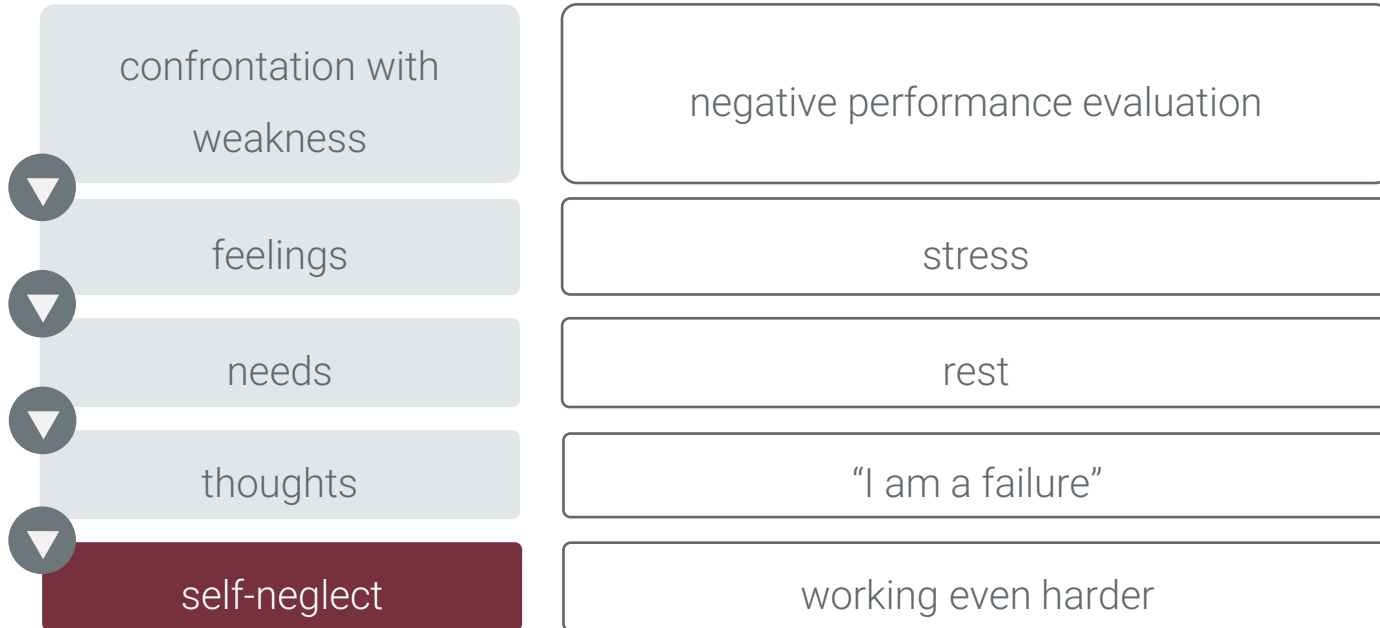 confrontation with
weakness
negative performance evaluation
feelings
stress
needs
rest
thoughts
“I am a failure”
self-neglect
working even harder